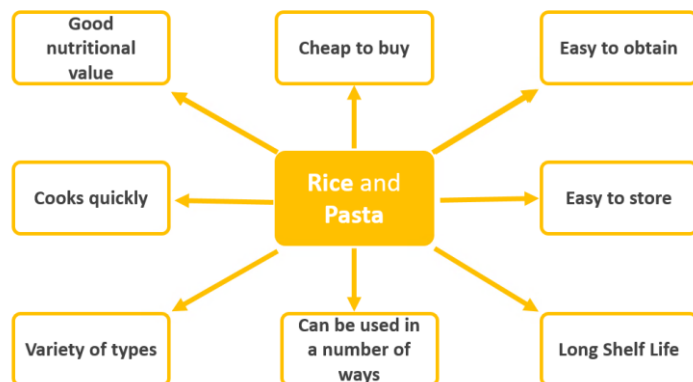 Good
nutritional
value
Cheap to buy
Easy to obtain
Cooks quickly
Rice and
Pasta
Easy to store
Variety of types
Can be used in
a number of
ways
Long Shelf Life